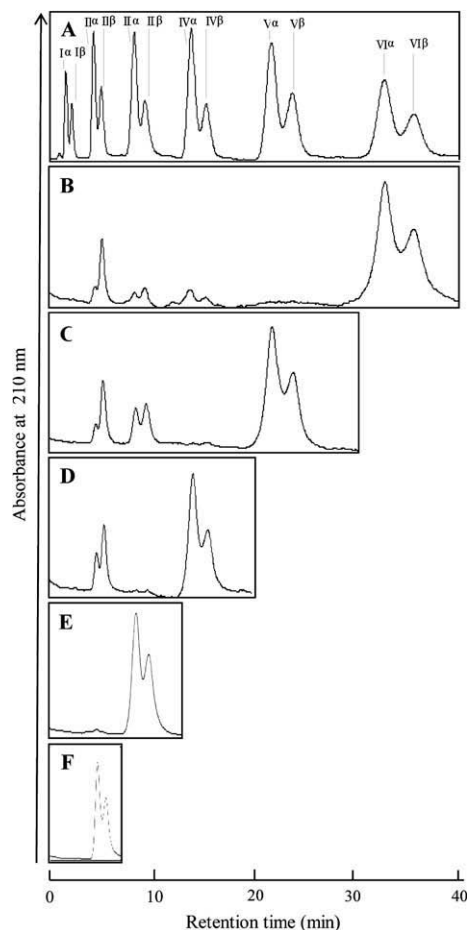 A
Iα Iβ IIα IIβ IIα IIβ IVα IVβ Vα Vβ VIα VIβ
B
C
D
E
F
Absorbance at 210 nm
0 10 20 30 40
Retention time (min)